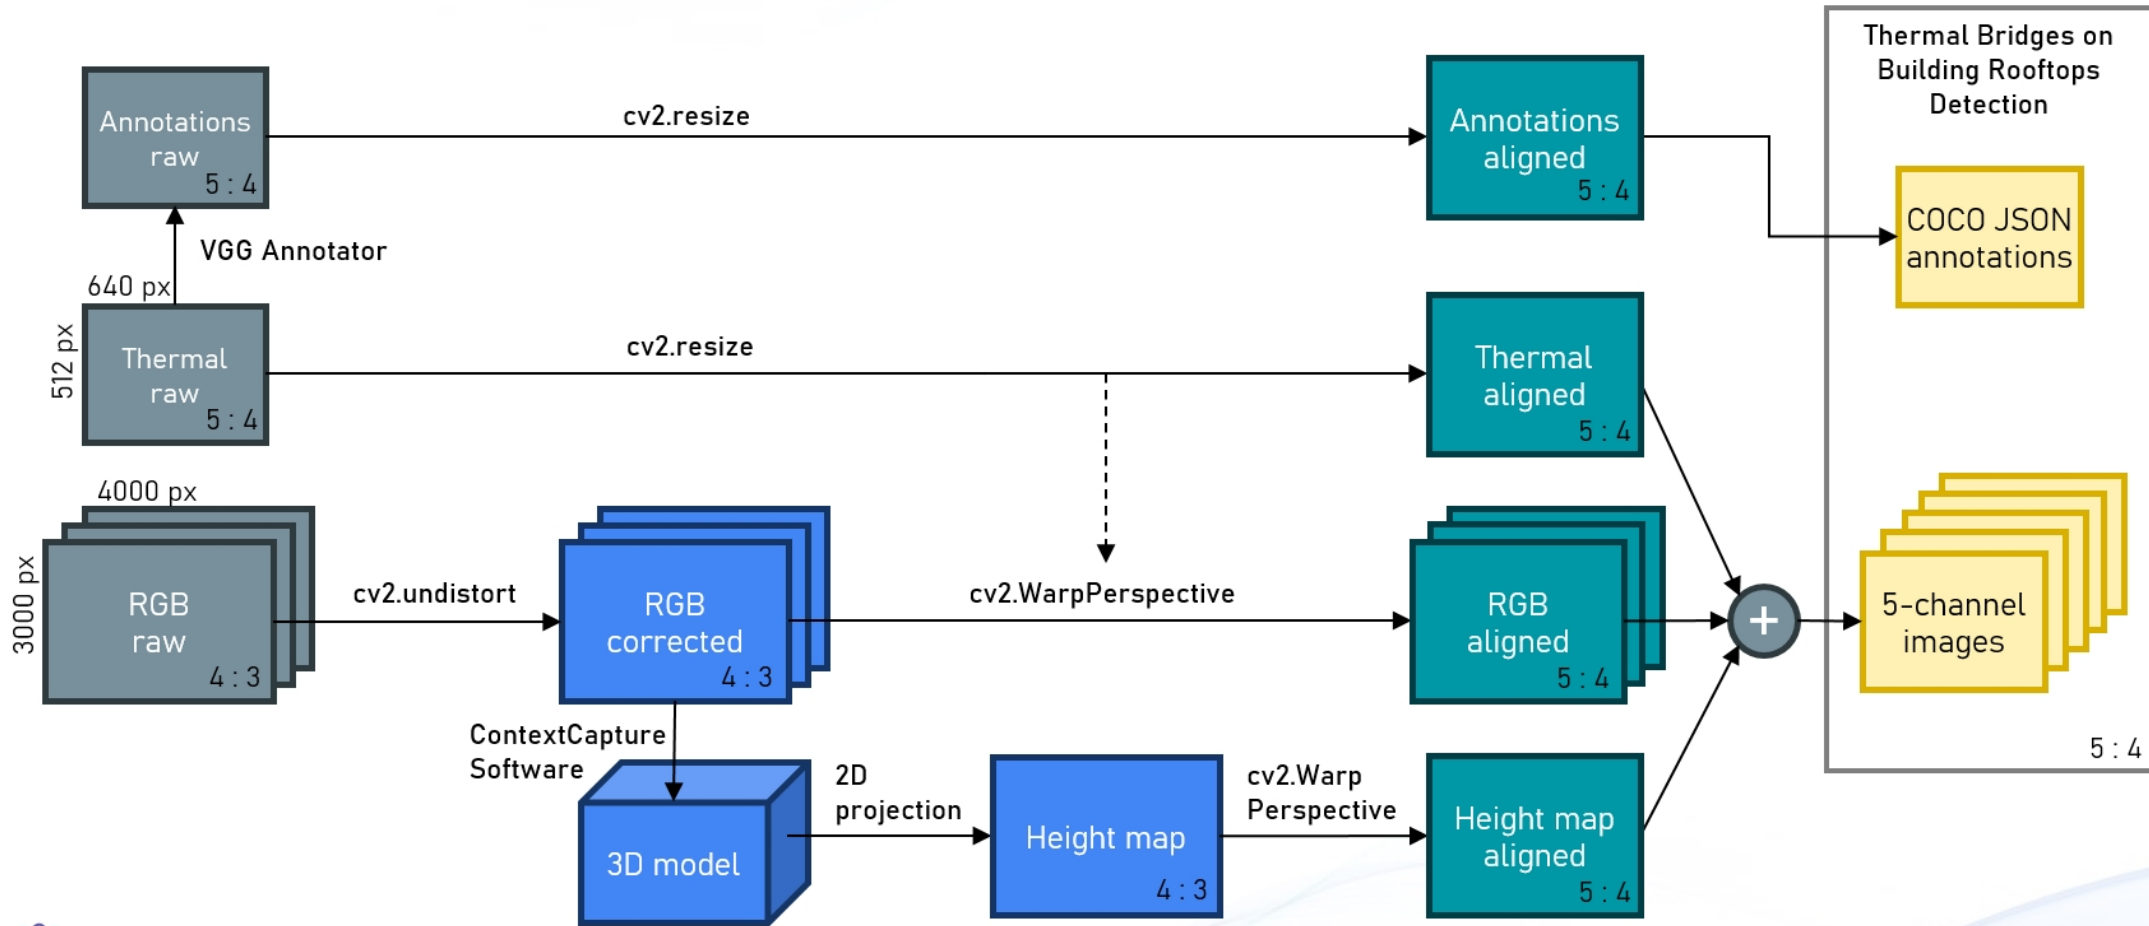 Thermal Bridges on
Building Rooftops
Detection
Annotations
raw
5 : 4
cv2.resize
Annotations
aligned
5 : 4
COCO JSON
annotations
VGG Annotator
640 px
512 px
Thermal
raw
5 : 4
cv2.resize
Thermal
aligned
5 : 4
4000 px
3000 px
RGB
raw
4 : 3
cv2.undistort
RGB
corrected
4 : 3
cv2.WarpPerspective
RGB
aligned
5 : 4
+
5-channel
images
5 : 4
ContextCapture
Software
3D model
2D
projection
Height map
4 : 3
cv2.Warp
Perspective
Height map
aligned
5 : 4